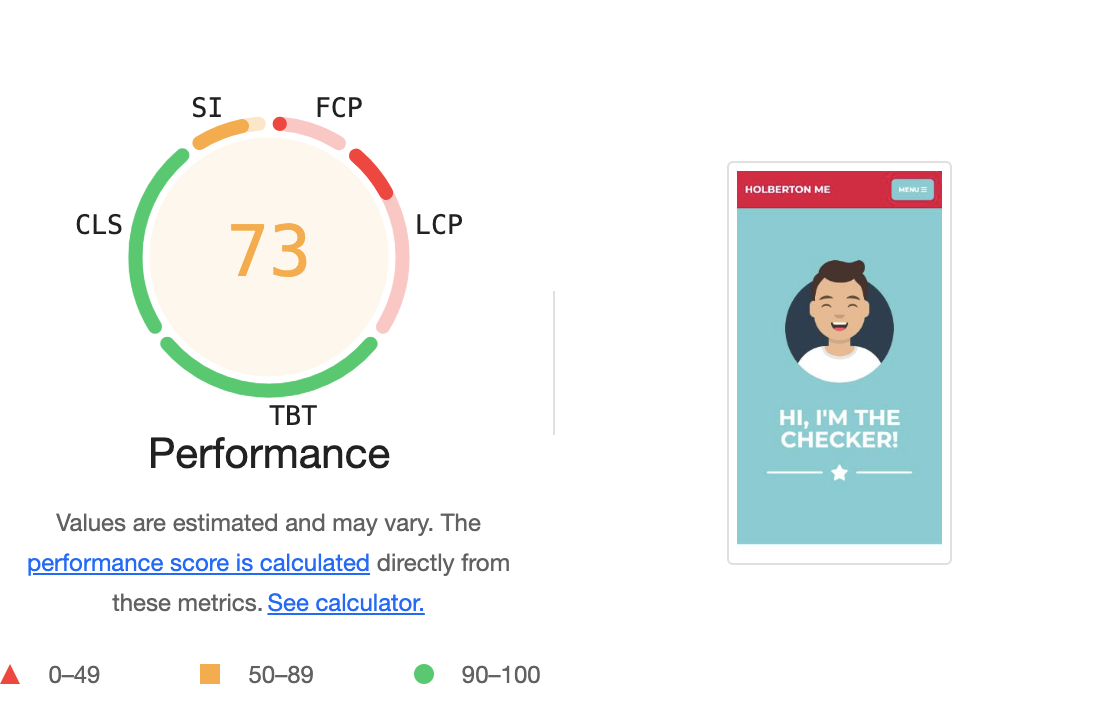 SI
FCP
CLS
73
LCP
TBT
Performance
Values are estimated and may vary. The
performance score is calculated directly from
these metrics. See calculator.
0–49
50–89
90–100
HOLBERTON ME
MENU ☰
HI, I'M THE
CHECKER!